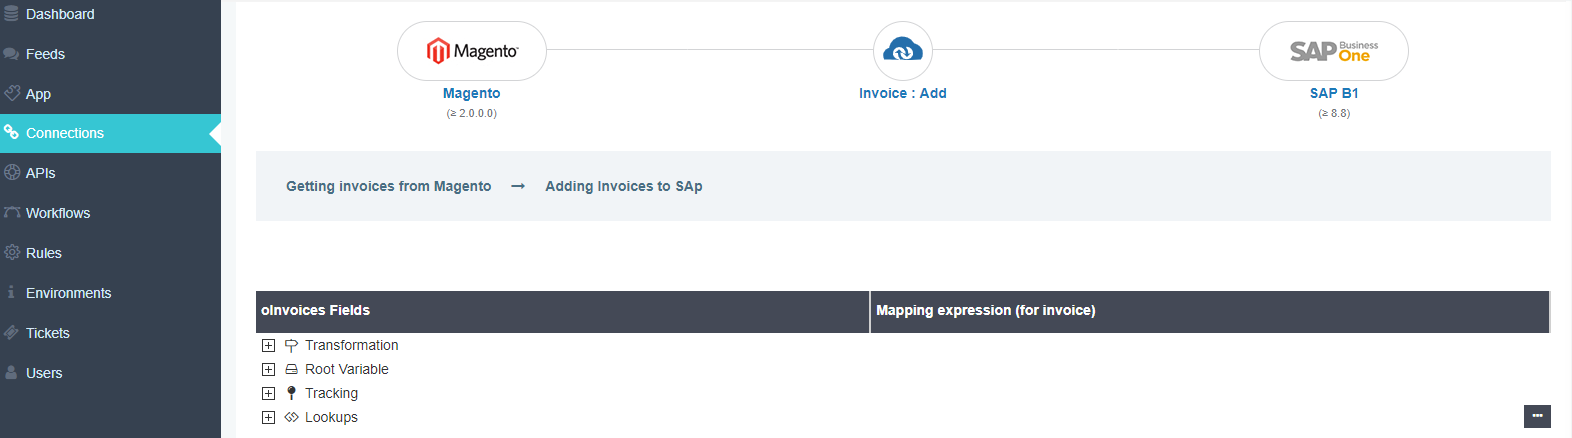 Dashboard
Feeds
App
Connections
APIs
Workflows
Rules
Environments
Tickets
Users
Magento
SAP Business One
Magento
Invoice : Add
SAP B1
(≥ 2.0.0.0)
(≥ 8.8)
Getting invoices from Magento → Adding Invoices to SAp
oInvoices Fields
Mapping expression (for invoice)
Transformation
Root Variable
Tracking
Lookups